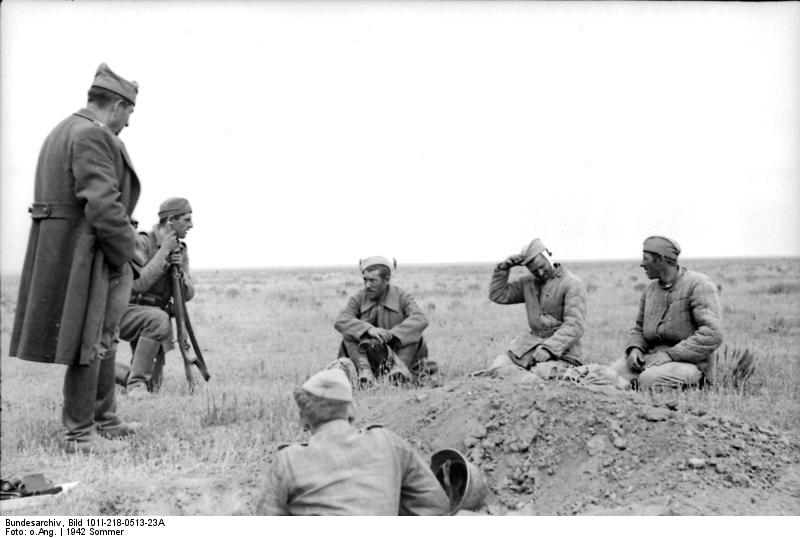 Bundesarchiv, Bild 101I-218-0513-23A
Foto: o.Ang. | 1942 Sommer